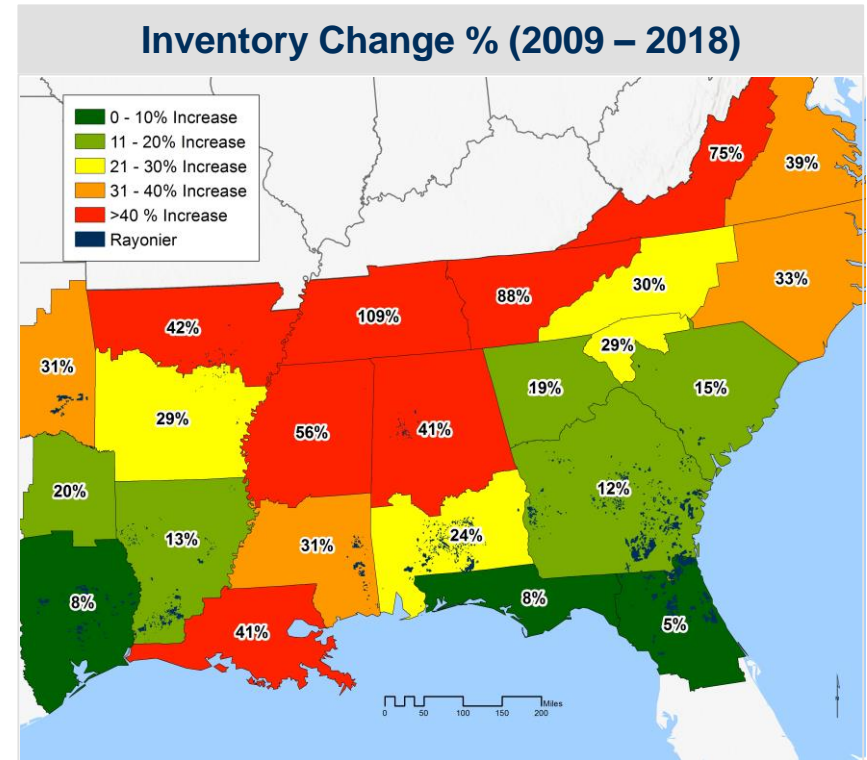 Inventory Change % (2009 – 2018)
0 - 10% Increase
11 - 20% Increase
21 - 30% Increase
31 - 40% Increase
>40 % Increase
Rayonier
75%
39%
30%
33%
88%
109%
42%
29%
31%
19%
15%
29%
56%
41%
20%
12%
13%
31%
24%
8%
8%
5%
41%
Miles
0 50 100 150 200